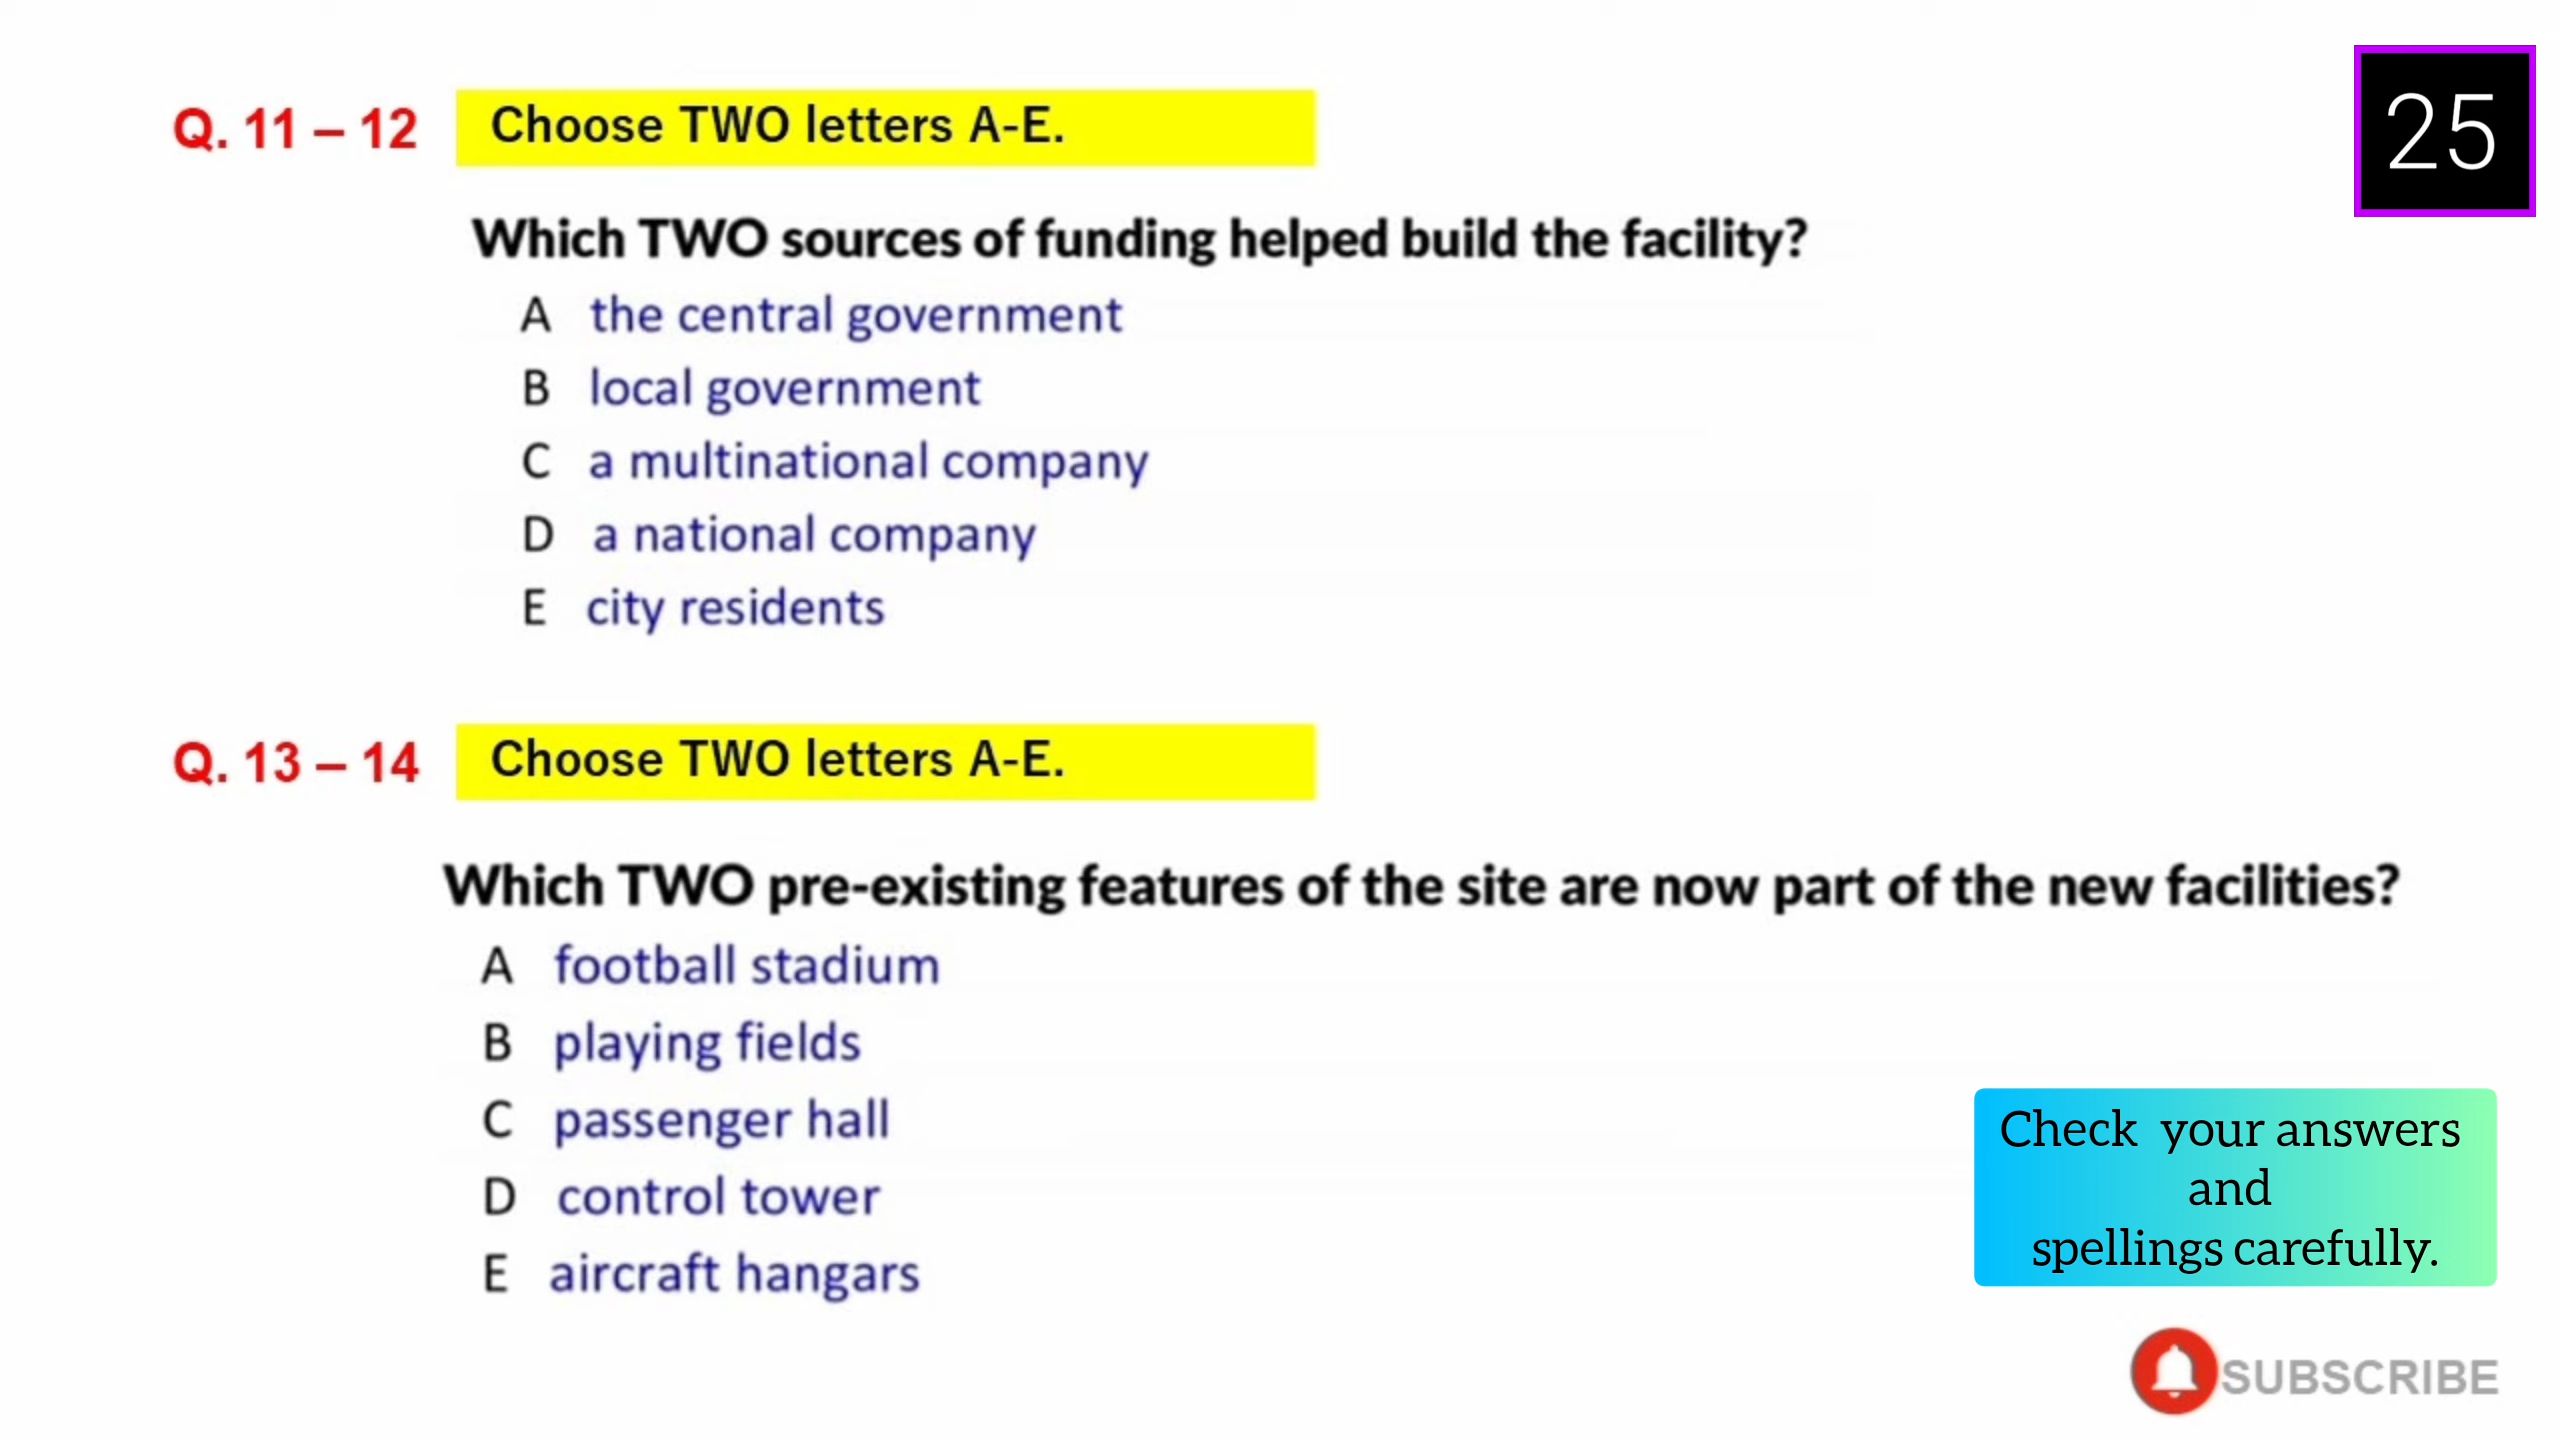 Q. 11 – 12 Choose TWO letters A-E.
25
Which TWO sources of funding helped build the facility?
A the central government
B local government
C a multinational company
D a national company
E city residents
Q. 13 – 14 Choose TWO letters A-E.
Which TWO pre-existing features of the site are now part of the new facilities?
A football stadium
B playing fields
C passenger hall
D control tower
E aircraft hangars
Check your answers
and
spellings carefully.
SUBSCRIBE